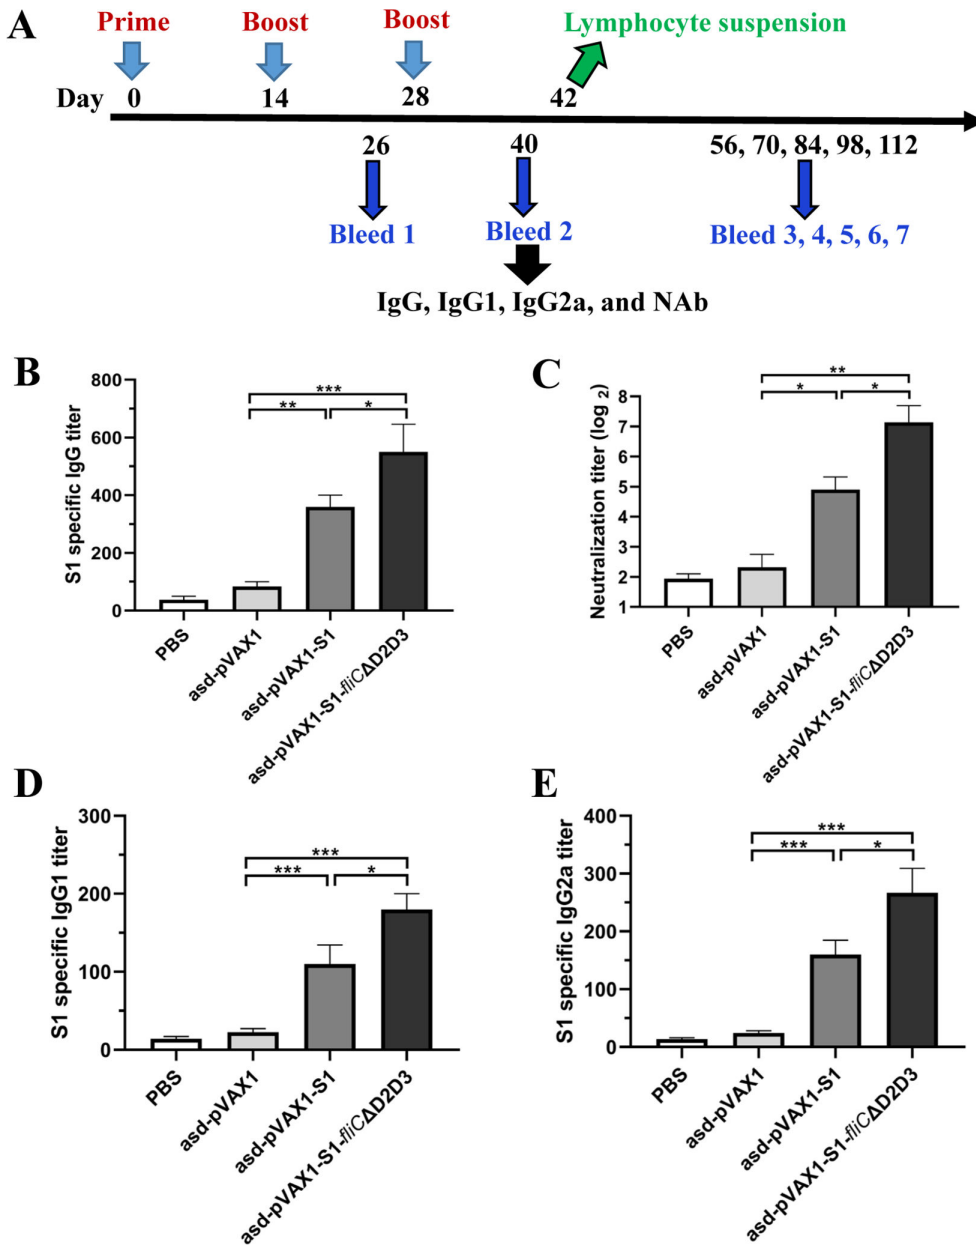 A
Prime Boost Boost Lymphocyte suspension
Day 0 14 28 42
26 40 56, 70, 84, 98, 112
Bleed 1 Bleed 2 Bleed 3, 4, 5, 6, 7
IgG, IgG1, IgG2a, and NAb
B
S1 specific IgG titer
800
600
400
200
0
***
** *
PBS
asd-pVAX1
asd-pVAX1-S1
asd-pVAX1-S1-fliCΔD2D3
C
Neutralization titer (log 2)
8
7
6
5
4
3
2
1
**
* *
PBS
asd-pVAX1
asd-pVAX1-S1
asd-pVAX1-S1-fliCΔD2D3
D
S1 specific IgG1 titer
300
200
100
0
***
*** *
PBS
asd-pVAX1
asd-pVAX1-S1
asd-pVAX1-S1-fliCΔD2D3
E
S1 specific IgG2a titer
400
300
200
100
0
***
*** *
PBS
asd-pVAX1
asd-pVAX1-S1
asd-pVAX1-S1-fliCΔD2D3